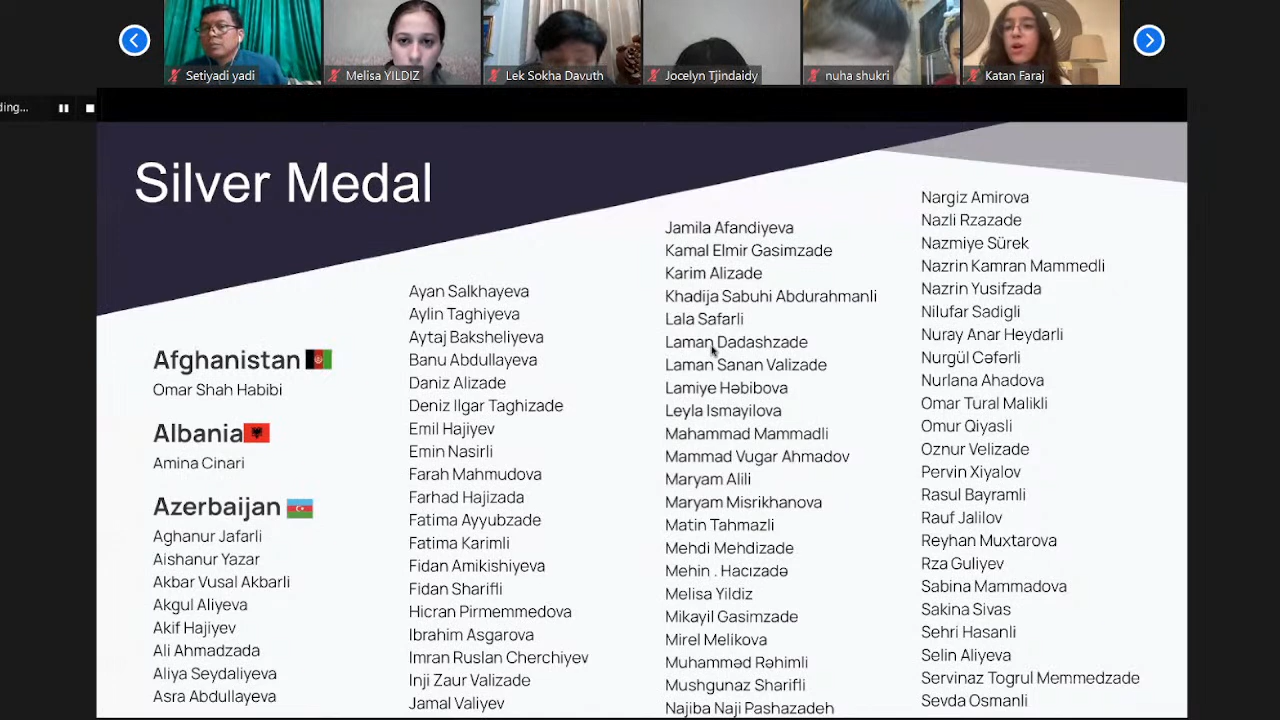 Setiyadi yadi
Melisa YILDIZ
Lek Sokha Davuth
Jocelyn Tjindaidy
nuha shukri
Katan Faraj
ding...
Silver Medal
Afghanistan
Omar Shah Habibi
Albania
Amina Cinari
Azerbaijan
Aghanur Jafarli
Aishanur Yazar
Akbar Vusal Akbarli
Akgul Aliyeva
Akif Hajiyev
Ali Ahmadzada
Aliya Seydaliyeva
Asra Abdullayeva
Ayan Salkhayeva
Aylin Taghiyeva
Aytaj Baksheliyeva
Banu Abdullayeva
Daniz Alizade
Deniz Ilgar Taghizade
Emil Hajiyev
Emin Nasirli
Farah Mahmudova
Farhad Hajizada
Fatima Ayyubzade
Fatima Karimli
Fidan Amikishiyeva
Fidan Sharifli
Hicran Pirmemmedova
Ibrahim Asgarova
Imran Ruslan Cherchiyev
Inji Zaur Valizade
Jamal Valiyev
Jamila Afandiyeva
Kamal Elmir Gasimzade
Karim Alizade
Khadija Sabuhi Abdurahmanli
Lala Safarli
Laman Dadashzade
Laman Sanan Valizade
Lamiye Həbibova
Leyla Ismayilova
Mahammad Mammadli
Mammad Vugar Ahmadov
Maryam Alili
Maryam Misrikhanova
Matin Tahmazli
Mehdi Mehdizade
Mehin . Hacızadə
Melisa Yildiz
Mikayil Gasimzade
Mirel Melikova
Muhamməd Rəhimli
Mushgunaz Sharifli
Najiba Naji Pashazadeh
Nargiz Amirova
Nazli Rzazade
Nazmiye Sürek
Nazrin Kamran Mammedli
Nazrin Yusifzada
Nilufar Sadigli
Nuray Anar Heydarli
Nurgül Cəfərli
Nurlana Ahadova
Omar Tural Malikli
Omur Qiyasli
Oznur Velizade
Pervin Xiyalov
Rasul Bayramli
Rauf Jalilov
Reyhan Muxtarova
Rza Guliyev
Sabina Mammadova
Sakina Sivas
Sehri Hasanli
Selin Aliyeva
Servinaz Togrul Memmedzade
Sevda Osmanli